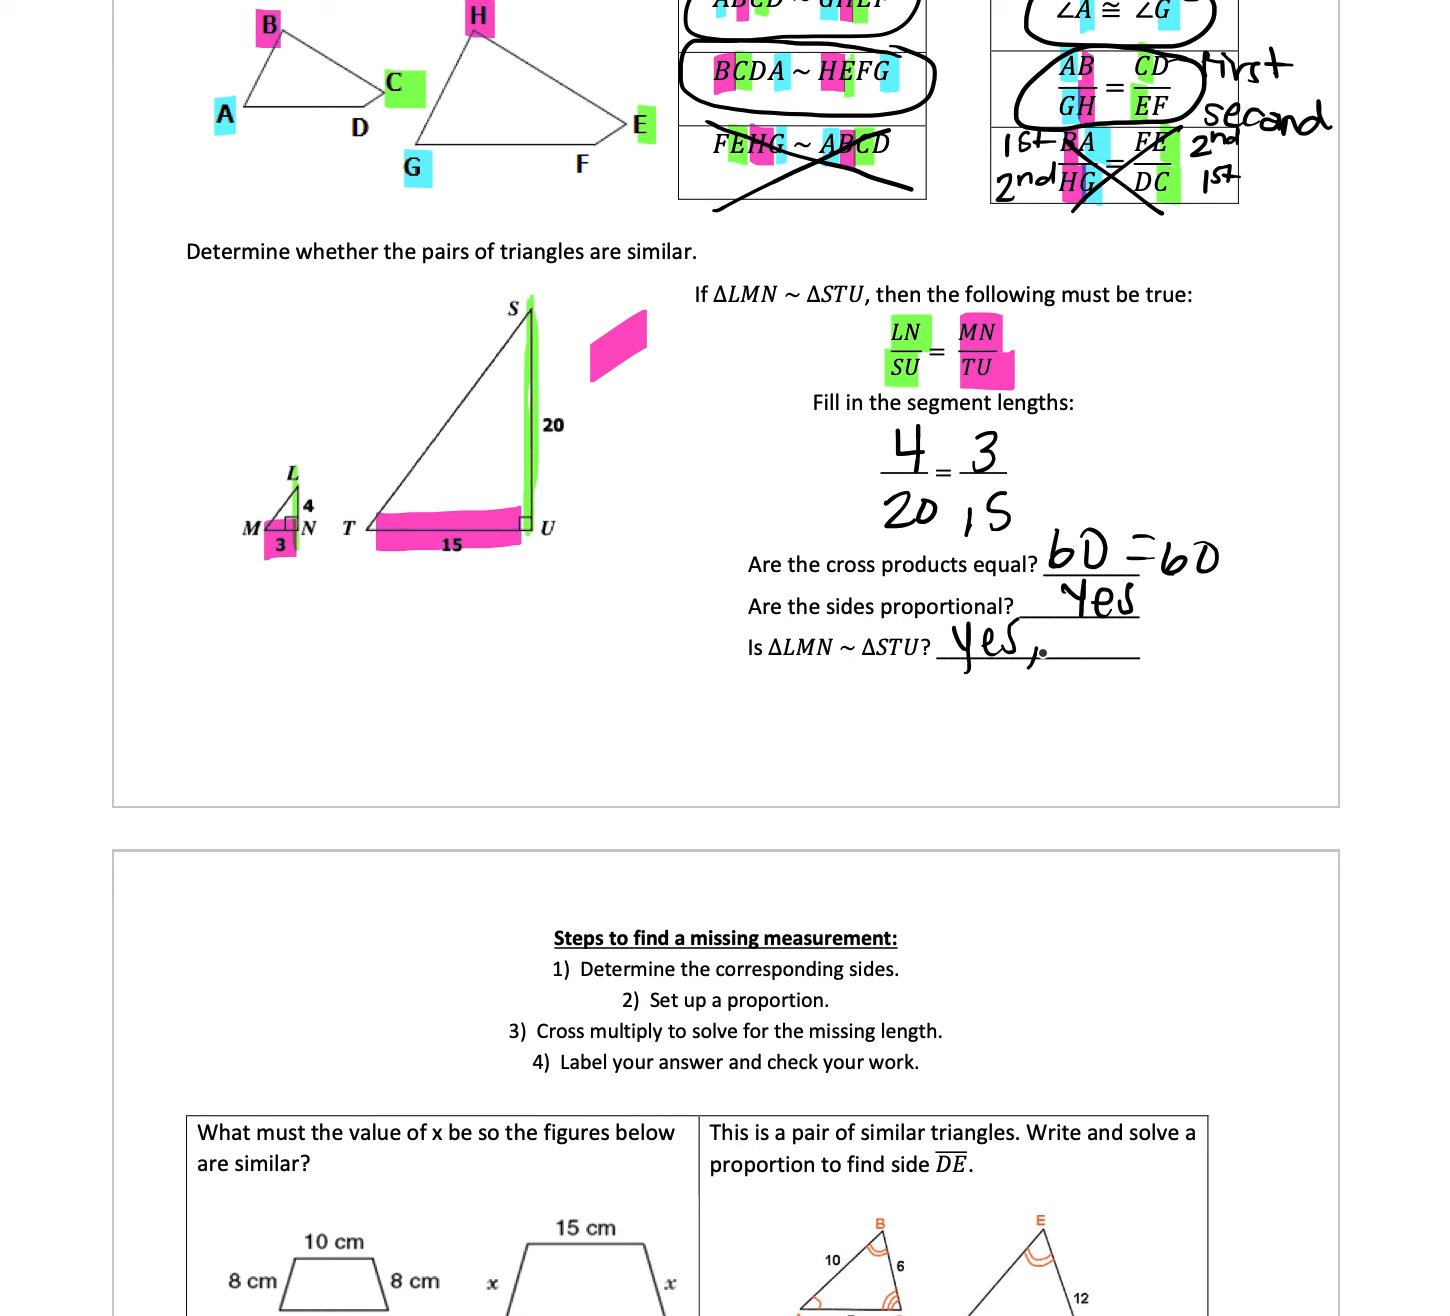 B
H
∠A ≅ ∠G
C
A
D
G
E
F
BCDA ~ HEFG
FEHG ~ ABCD
AB CD
GH = EF
First
second
1st BA FE 2nd
2nd HG = DC 1st
Determine whether the pairs of triangles are similar.
If ΔLMN ~ ΔSTU, then the following must be true:
LN MN
SU = TU
Fill in the segment lengths:
4 = 3
20 15
S
20
L
4
M N
3
T U
15
Are the cross products equal? 60 = 60
Are the sides proportional? yes
Is ΔLMN ~ ΔSTU? yes,
Steps to find a missing measurement:
1) Determine the corresponding sides.
2) Set up a proportion.
3) Cross multiply to solve for the missing length.
4) Label your answer and check your work.
What must the value of x be so the figures below
are similar?
10 cm
8 cm
8 cm
15 cm
x
x
This is a pair of similar triangles. Write and solve a
proportion to find side DE.
B
10
6
E
12